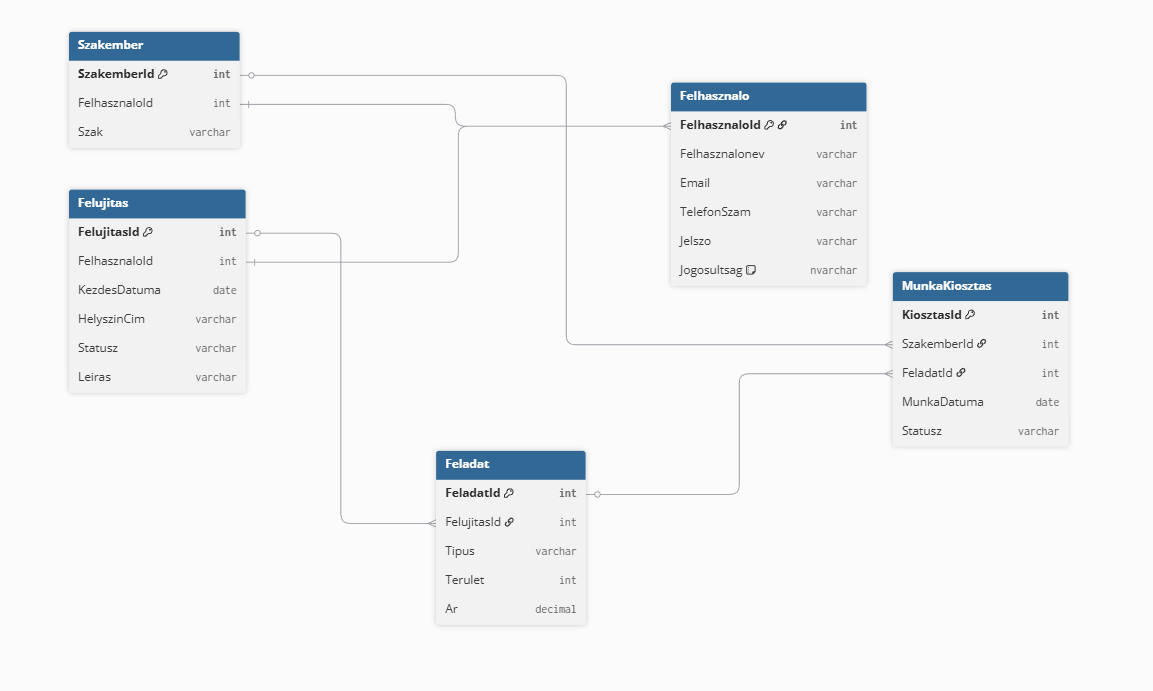 Szakember
SzakemberId int
FelhasznaloId int
Szak varchar
Felujitas
FelujitasId int
FelhasznaloId int
KezdesDatuma date
HelyszinCim varchar
Statusz varchar
Leiras varchar
Felhasznalo
FelhasznaloId int
Felhasznalonev varchar
Email varchar
TelefonSzam varchar
Jelszo varchar
Jogosultsag nvarchar
MunkaKiosztas
KiosztasId int
SzakemberId int
FeladatId int
MunkaDatuma date
Statusz varchar
Feladat
FeladatId int
FelujitasId int
Tipus varchar
Terulet int
Ar decimal